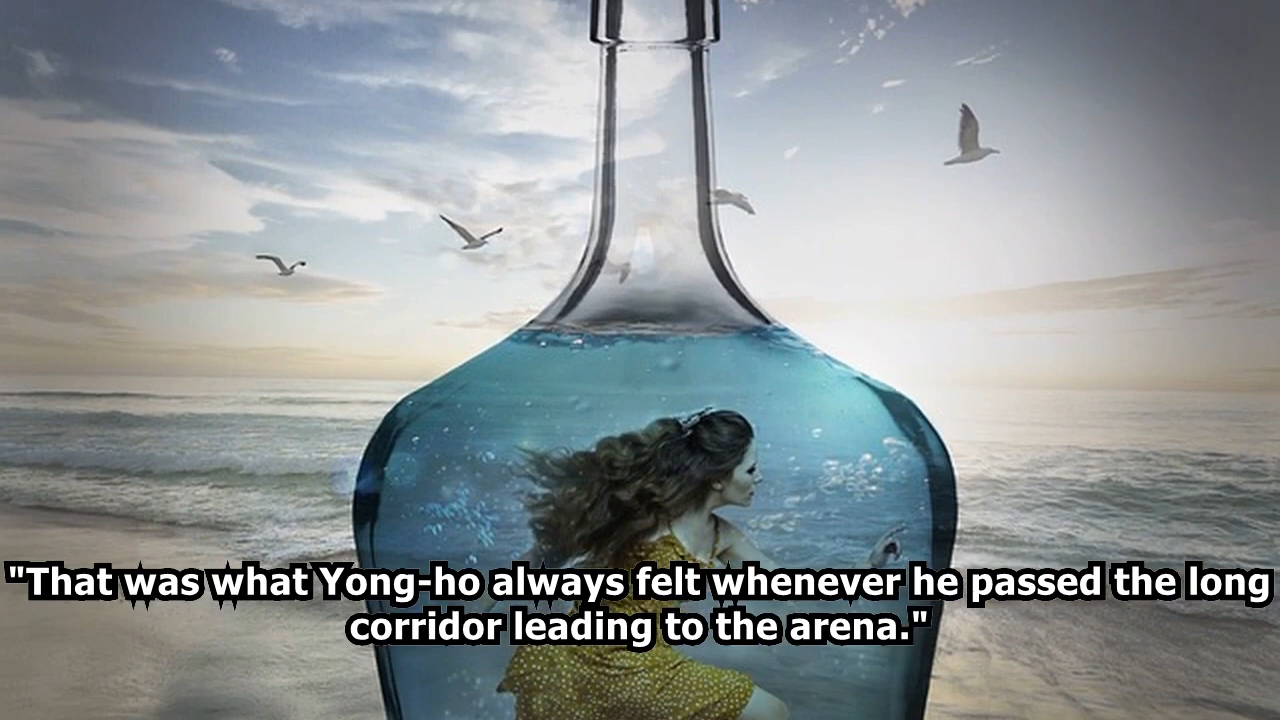 "That was what Yong-ho always felt whenever he passed the long
corridor leading to the arena."